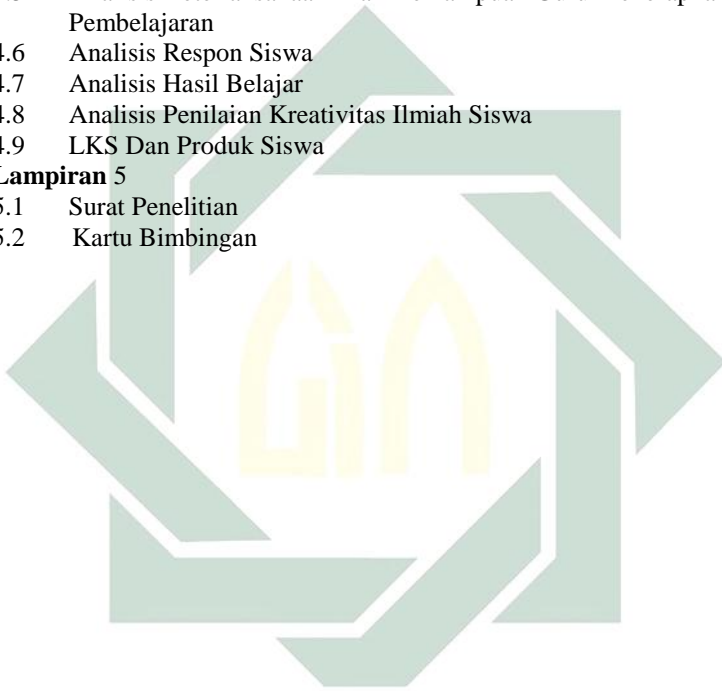 Pembelajaran
4.6 Analisis Respon Siswa
4.7 Analisis Hasil Belajar
4.8 Analisis Penilaian Kreativitas Ilmiah Siswa
4.9 LKS Dan Produk Siswa
Lampiran 5
5.1 Surat Penelitian
5.2 Kartu Bimbingan